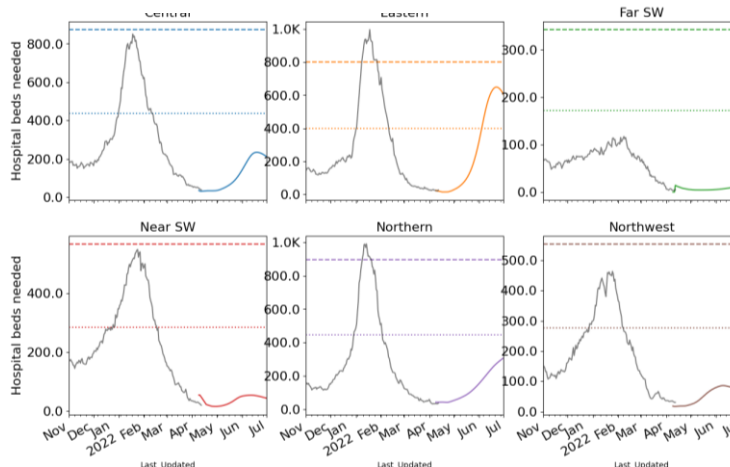 Central
Eastern
Far SW
Hospital beds needed
800.0
600.0
400.0
200.0
0.0
1.0K
800.0
600.0
400.0
200.0
0.0
300.0
200.0
100.0
0.0
Near SW
Northern
Northwest
Hospital beds needed
400.0
200.0
0.0
1.0K
800.0
600.0
400.0
200.0
0.0
500.0
400.0
300.0
200.0
100.0
0.0
Nov Dec Jan 2022 Feb Mar Apr May Jun Jul
Nov Dec Jan 2022 Feb Mar Apr May Jun Jul
Nov Dec Jan 2022 Feb Mar Apr May Jun Jul
Last Updated
Last Updated
Last Updated